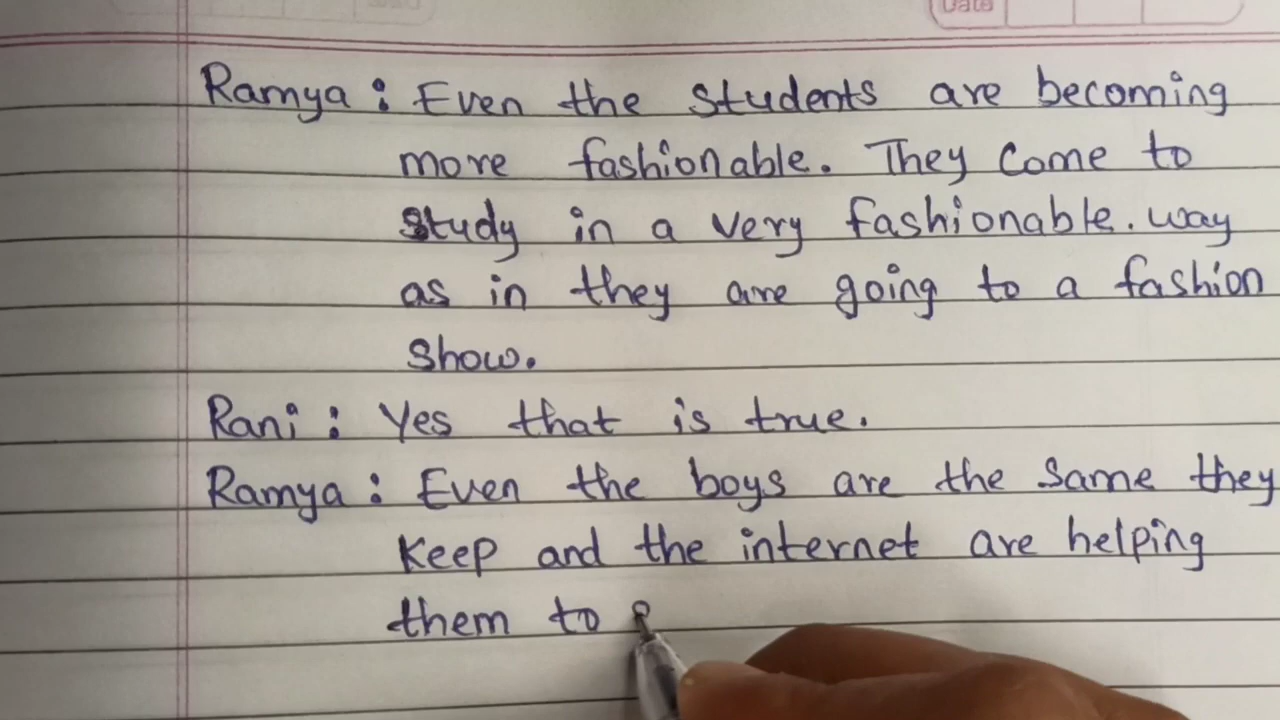 Date
Ramya : Even the students are becoming
more fashionable. They come to
study in a very fashionable. way
as in they are going to a fashion
show.
Rani : Yes that is true.
Ramya : Even the boys are the same they
keep and the internet are helping
them to